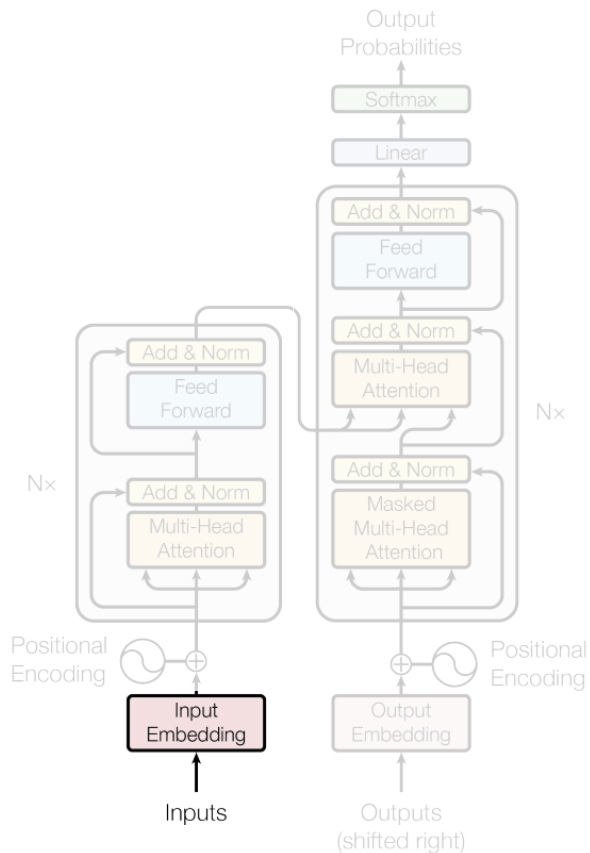 Output
Probabilities
Softmax
Linear
Add & Norm
Feed
Forward
Add & Norm
Multi-Head
Attention
Nx
Add & Norm
Masked
Multi-Head
Attention
Add & Norm
Feed
Forward
N×
Add & Norm
Multi-Head
Attention
Positional
Encoding
Positional
Encoding
Input
Embedding
Output
Embedding
Inputs
Outputs
(shifted right)